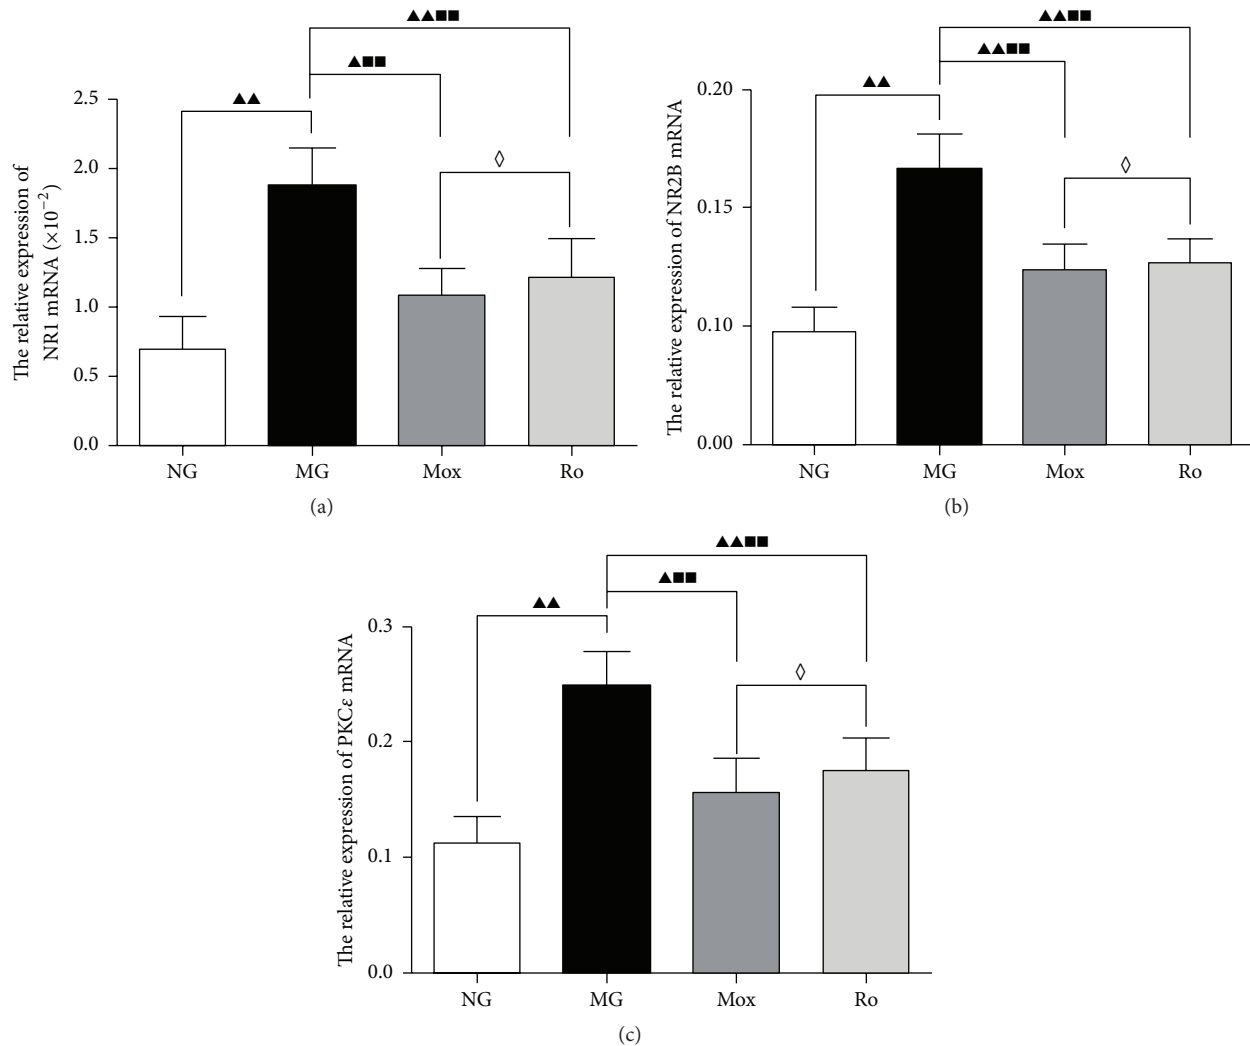 ▲▲■■
▲■■
▲▲
◊
2.5
2.0
1.5
1.0
0.5
0.0
The relative expression of
NR1 mRNA (×10⁻²)
NG MG Mox Ro
(a)
▲▲■■
▲▲■■
▲▲
◊
0.20
0.15
0.10
0.00
The relative expression of NR2B mRNA
NG MG Mox Ro
(b)
▲▲■■
▲■■
▲▲
◊
0.3
0.2
0.1
0.0
The relative expression of PKCε mRNA
NG MG Mox Ro
(c)